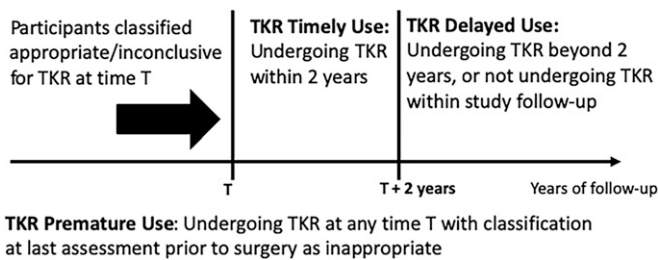 Participants classified
appropriate/inconclusive
for TKR at time T
TKR Timely Use:
Undergoing TKR
within 2 years
TKR Delayed Use:
Undergoing TKR beyond 2
years, or not undergoing TKR
within study follow-up
T
T + 2 years
Years of follow-up
TKR Premature Use: Undergoing TKR at any time T with classification
at last assessment prior to surgery as inappropriate